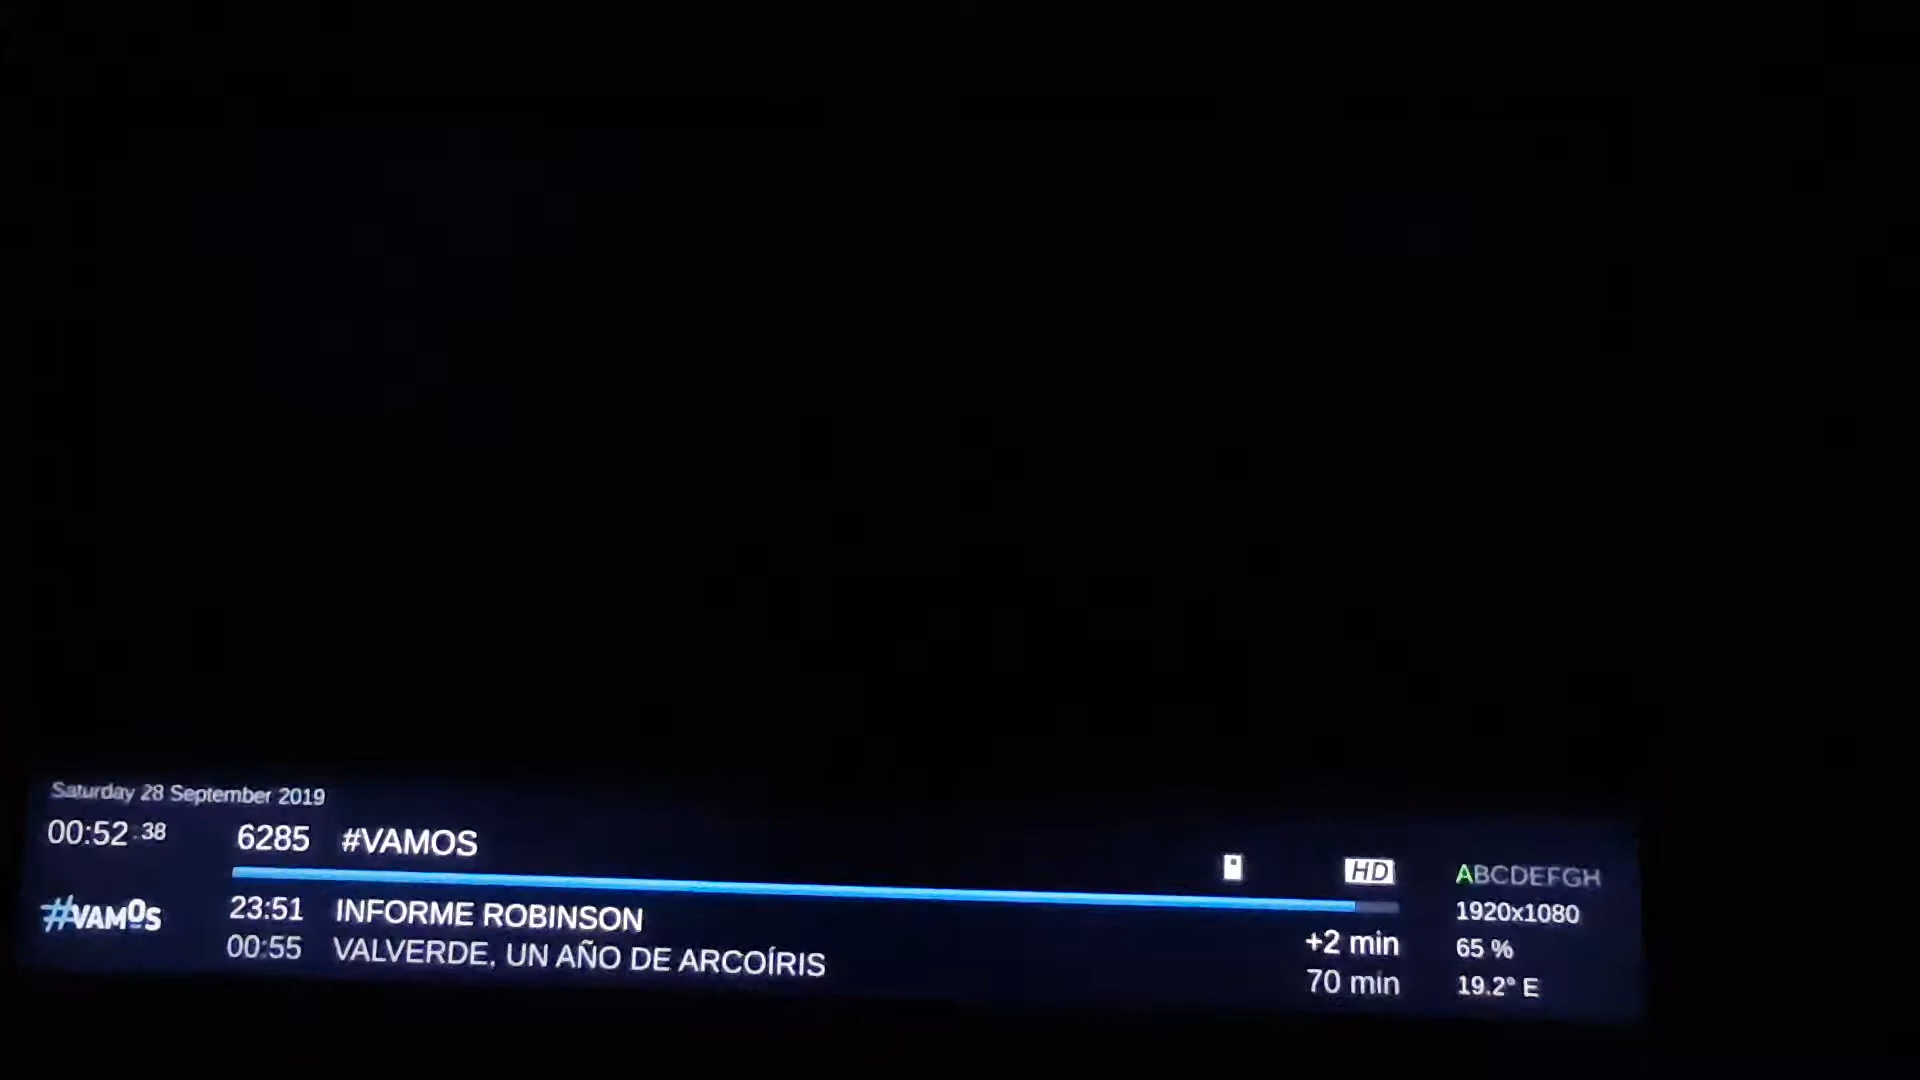 Saturday 28 September 2019
00:52:38 6285 #VAMOS
HD ABCDEFGH
1920x1080
#VAMOS 23:51 INFORME ROBINSON +2 min 65 %
00:55 VALVERDE, UN AÑO DE ARCOÍRIS 70 min 19.2° E